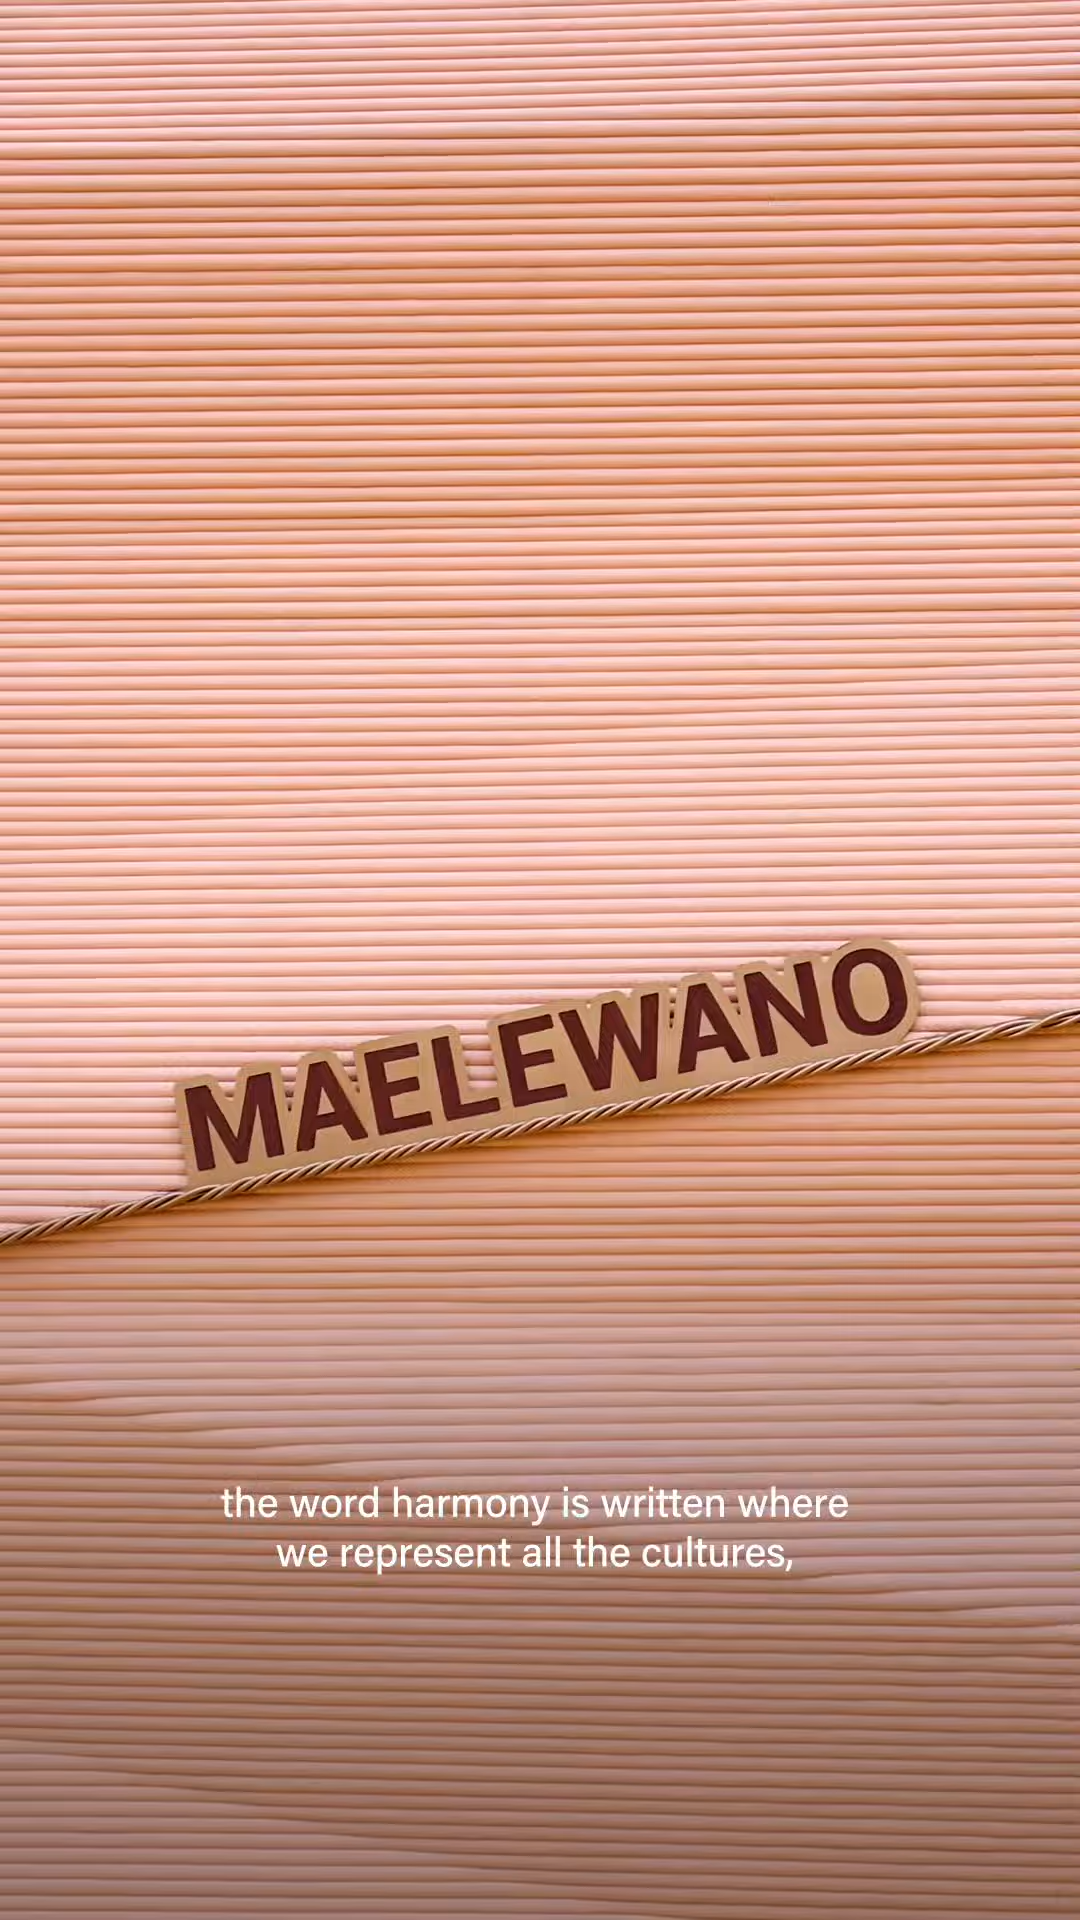 MAELEWANO
the word harmony is written where
we represent all the cultures,